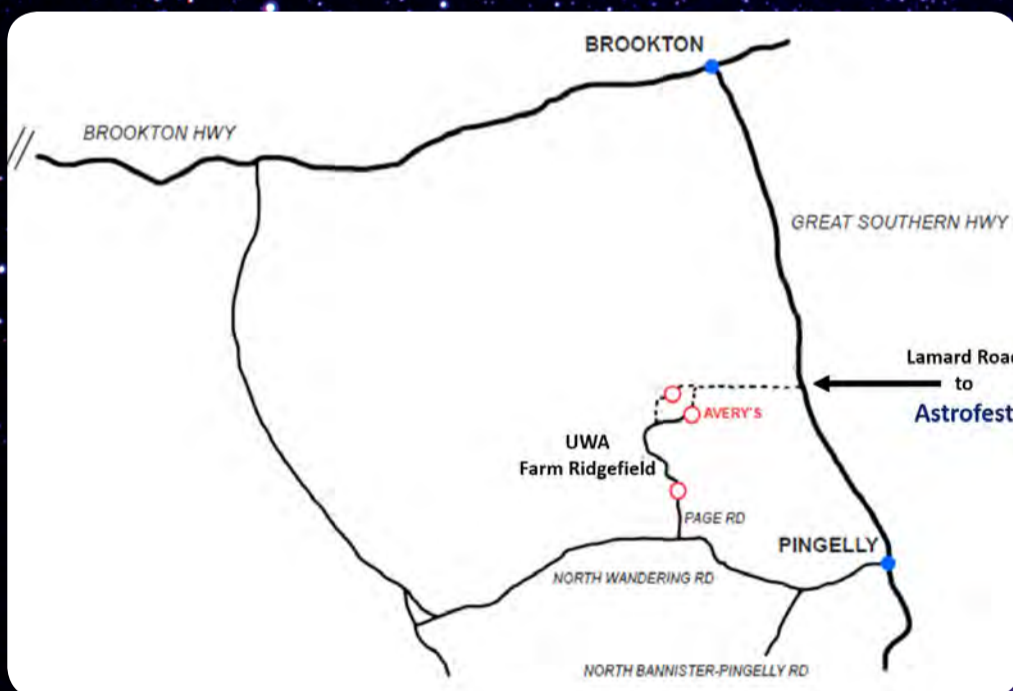 BROOKTON
BROOKTON HWY
GREAT SOUTHERN HWY
Lamard Road
to
Astrofest
AVERY'S
UWA
Farm Ridgefield
PAGE RD
PINGELLY
NORTH WANDERING RD
NORTH BANNISTER-PINGELLY RD